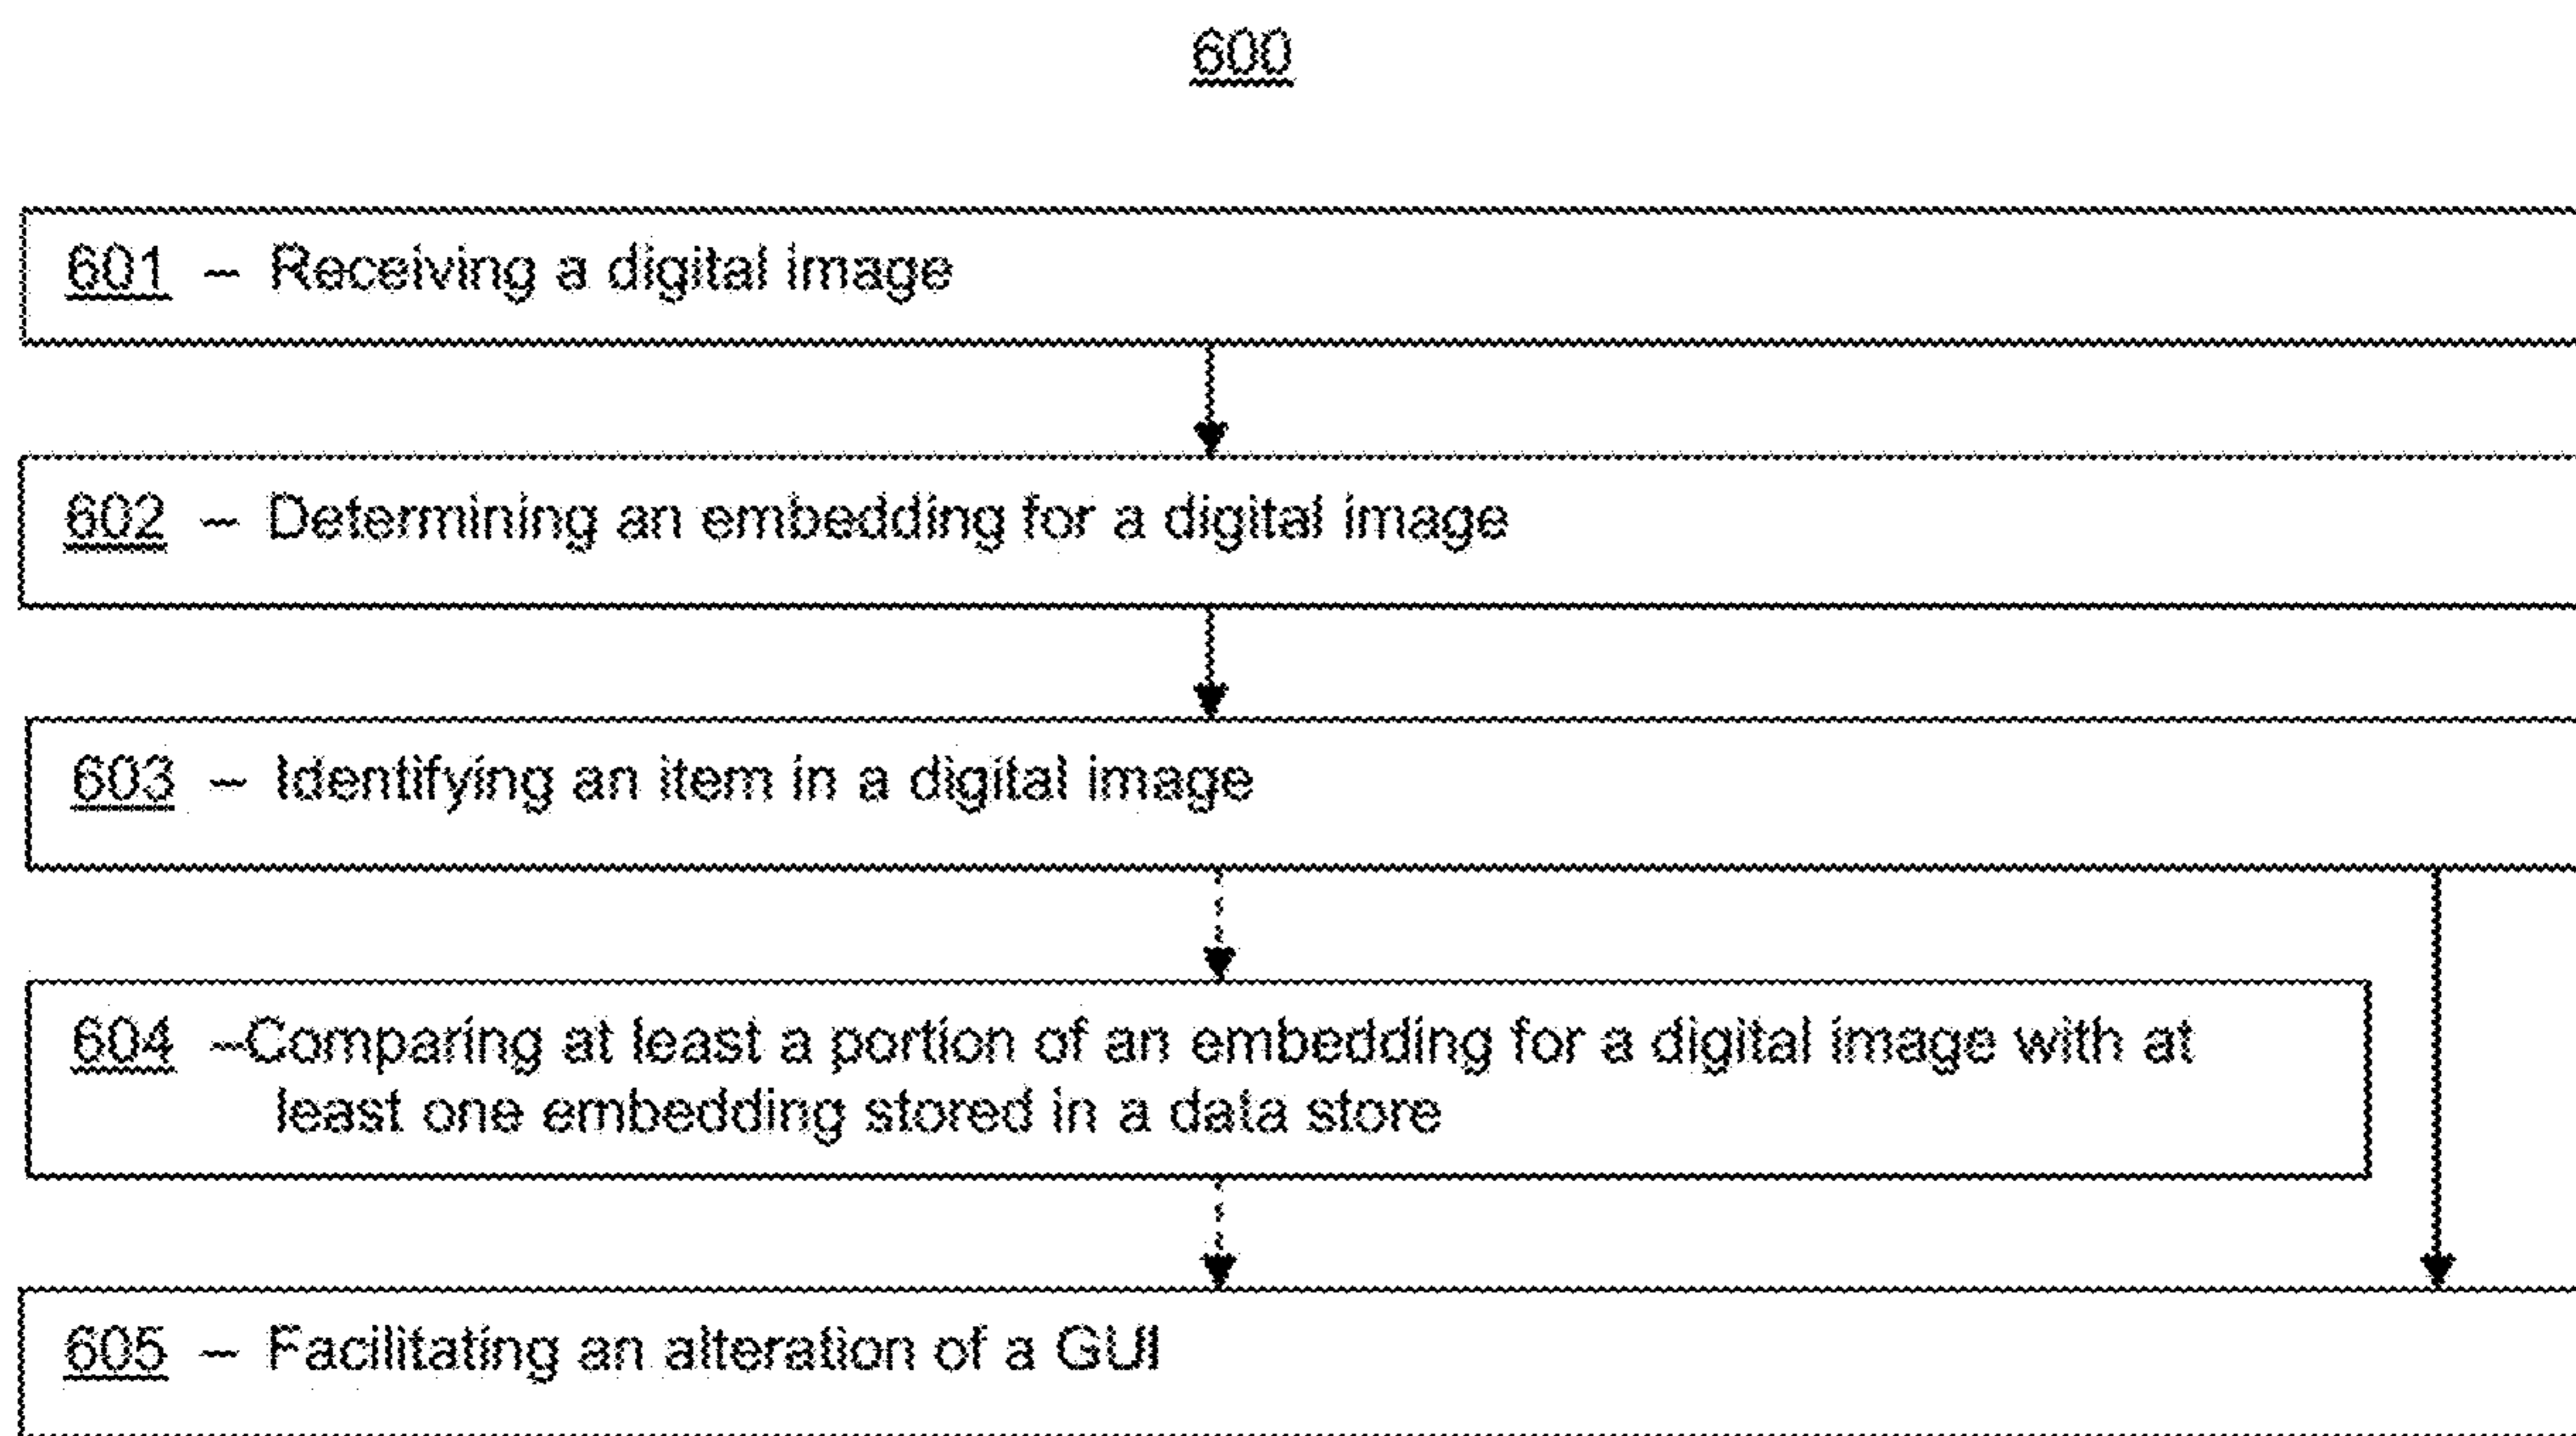 600
601 – Receiving a digital image
602 – Determining an embedding for a digital image
603 – Identifying an item in a digital image
604 –Comparing at least a portion of an embedding for a digital image with at
least one embedding stored in a data store
605 – Facilitating an alteration of a GUI